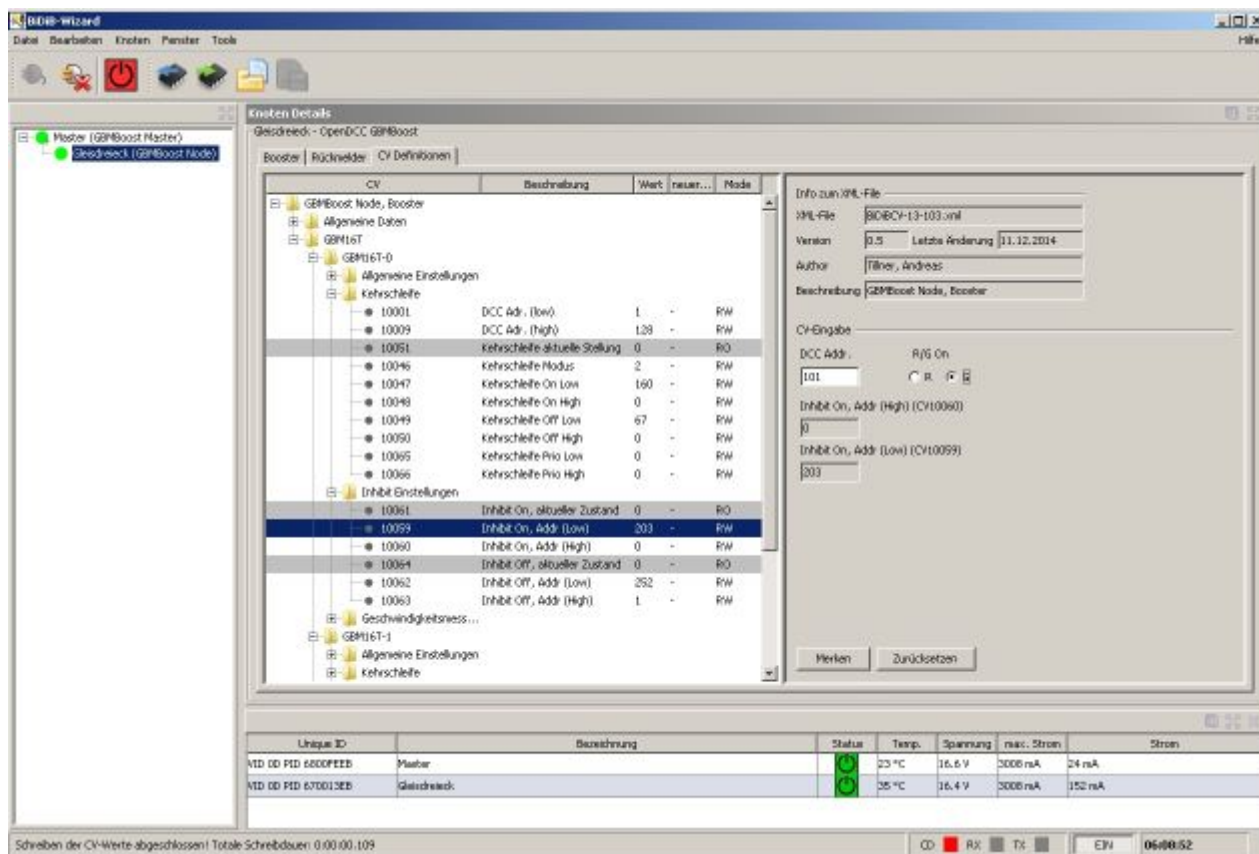 BiDiB-Wizard
Datei Bearbeiten Knoten Fenster Tools Hilfe
Knoten Details
Master (GBMBoost Master)
Gleisdreieck (GBMBoost Node)
Gleisdreieck - OpenDCC GBMBoost
Booster Rückmelder CV Definitionen
CV Beschreibung Wert neuer... Mode
GBMBoost Node, Booster
Allgemeine Daten
GBM16T
GBM16T-0
Allgemeine Einstellungen
Kehrschleife
10001 DCC Adr. (low) 1 - RW
10009 DCC Adr. (high) 128 - RW
10051 Kehrschleife aktuelle Stellung 0 - RO
10046 Kehrschleife Modus 2 - RW
10047 Kehrschleife On Low 160 - RW
10048 Kehrschleife On High 0 - RW
10049 Kehrschleife Off Low 67 - RW
10050 Kehrschleife Off High 0 - RW
10065 Kehrschleife Prio Low 0 - RW
10066 Kehrschleife Prio High 0 - RW
Inhibit Einstellungen
10061 Inhibit On, aktueller Zustand 0 - RO
10059 Inhibit On, Addr (Low) 203 - RW
10060 Inhibit On, Addr (High) 0 - RW
10064 Inhibit Off, aktueller Zustand 0 - RO
10062 Inhibit Off, Addr (Low) 252 - RW
10063 Inhibit Off, Addr (High) 1 - RW
Geschwindigkeitsmess...
GBM16T-1
Allgemeine Einstellungen
Kehrschleife
Info zum XML-File
XML-File BiDiBCV-13-103.xml
Version 0.5 Letzte Änderung 11.12.2014
Author Tillner, Andreas
Beschreibung GBMBoost Node, Booster
CV-Eingabe
DCC Addr. R/G On
101 R G
Inhibit On, Addr (High) (CV10060)
0
Inhibit On, Addr (Low) (CV10059)
203
Merken Zurücksetzen
Unique ID Bezeichnung Status Temp. Spannung max. Strom Strom
VID 0D PID 6800FEEB Master 23 °C 16.6 V 3008 mA 24 mA
VID 0D PID 670013EB Gleisdreieck 35 °C 16.4 V 3008 mA 152 mA
Schreiben der CV-Werte abgeschlossen! Totale Schreibdauer: 0:00:00.109
CD RX TX EIN 06:08:52